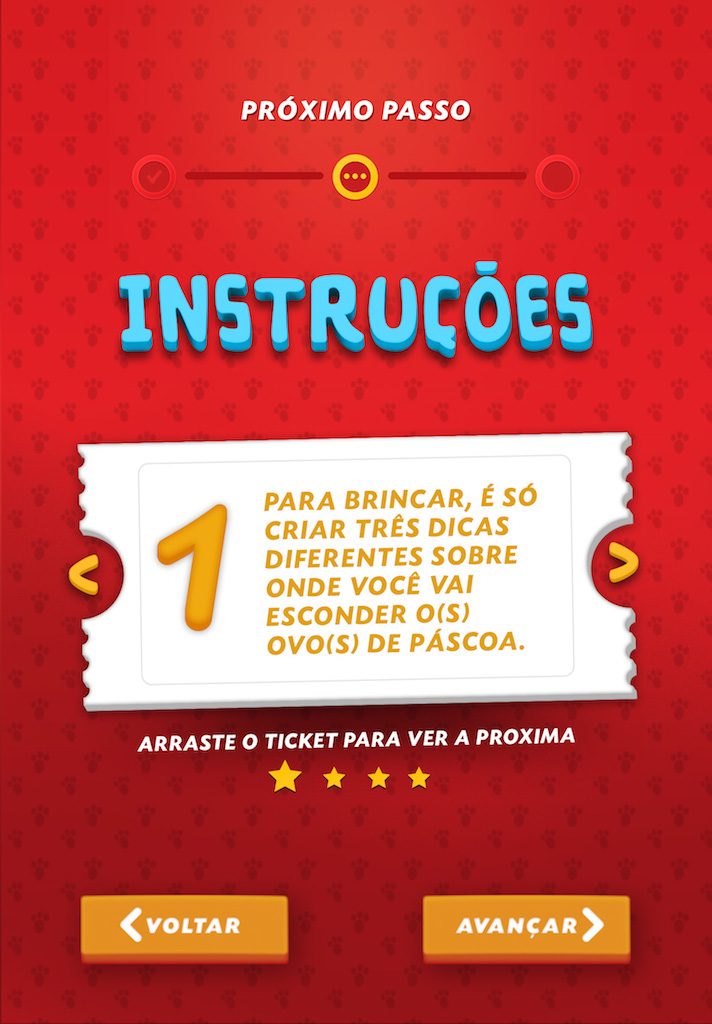 PRÓXIMO PASSO
INSTRUÇÕES
1
PARA BRINCAR, É SÓ
CRIAR TRÊS DICAS
DIFERENTES SOBRE
ONDE VOCÊ VAI
ESCONDER O(S)
OVO(S) DE PÁSCOA.
< >
ARRASTE O TICKET PARA VER A PROXIMA
VOLTAR
AVANÇAR